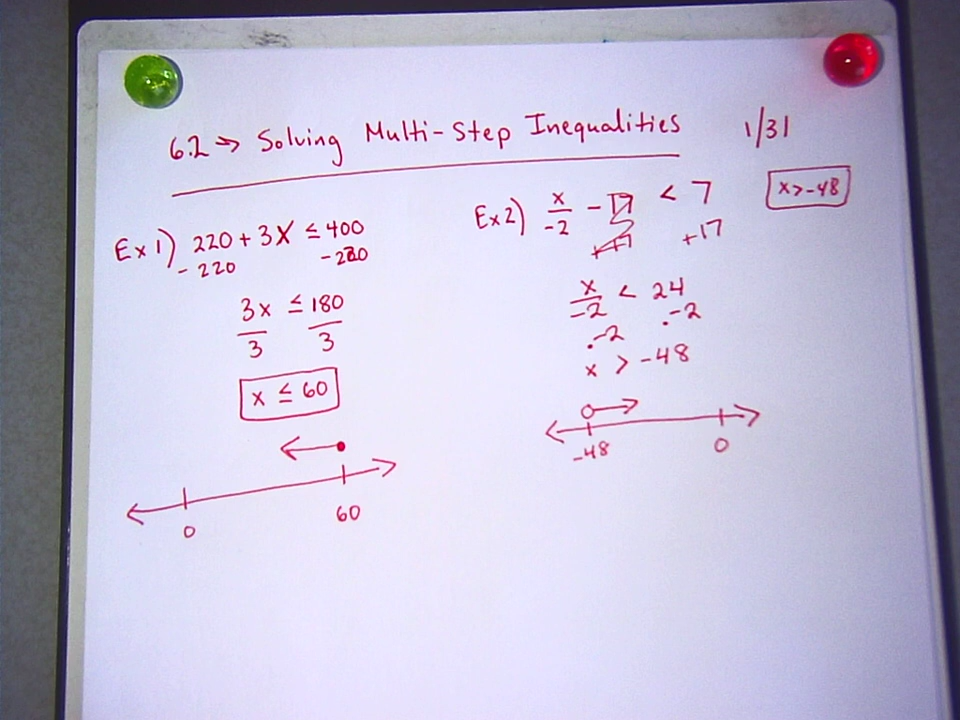 6.2 → Solving Multi-Step Inequalities 1/31
Ex 1) 220 + 3x ≤ 400
- 220 - 220
3x ≤ 180
3 3
x ≤ 60
0 60
Ex 2) x/-2 - 17 < 7
+17 +17
x/-2 < 24
·-2 ·-2
x > -48
-48 0
x > -48